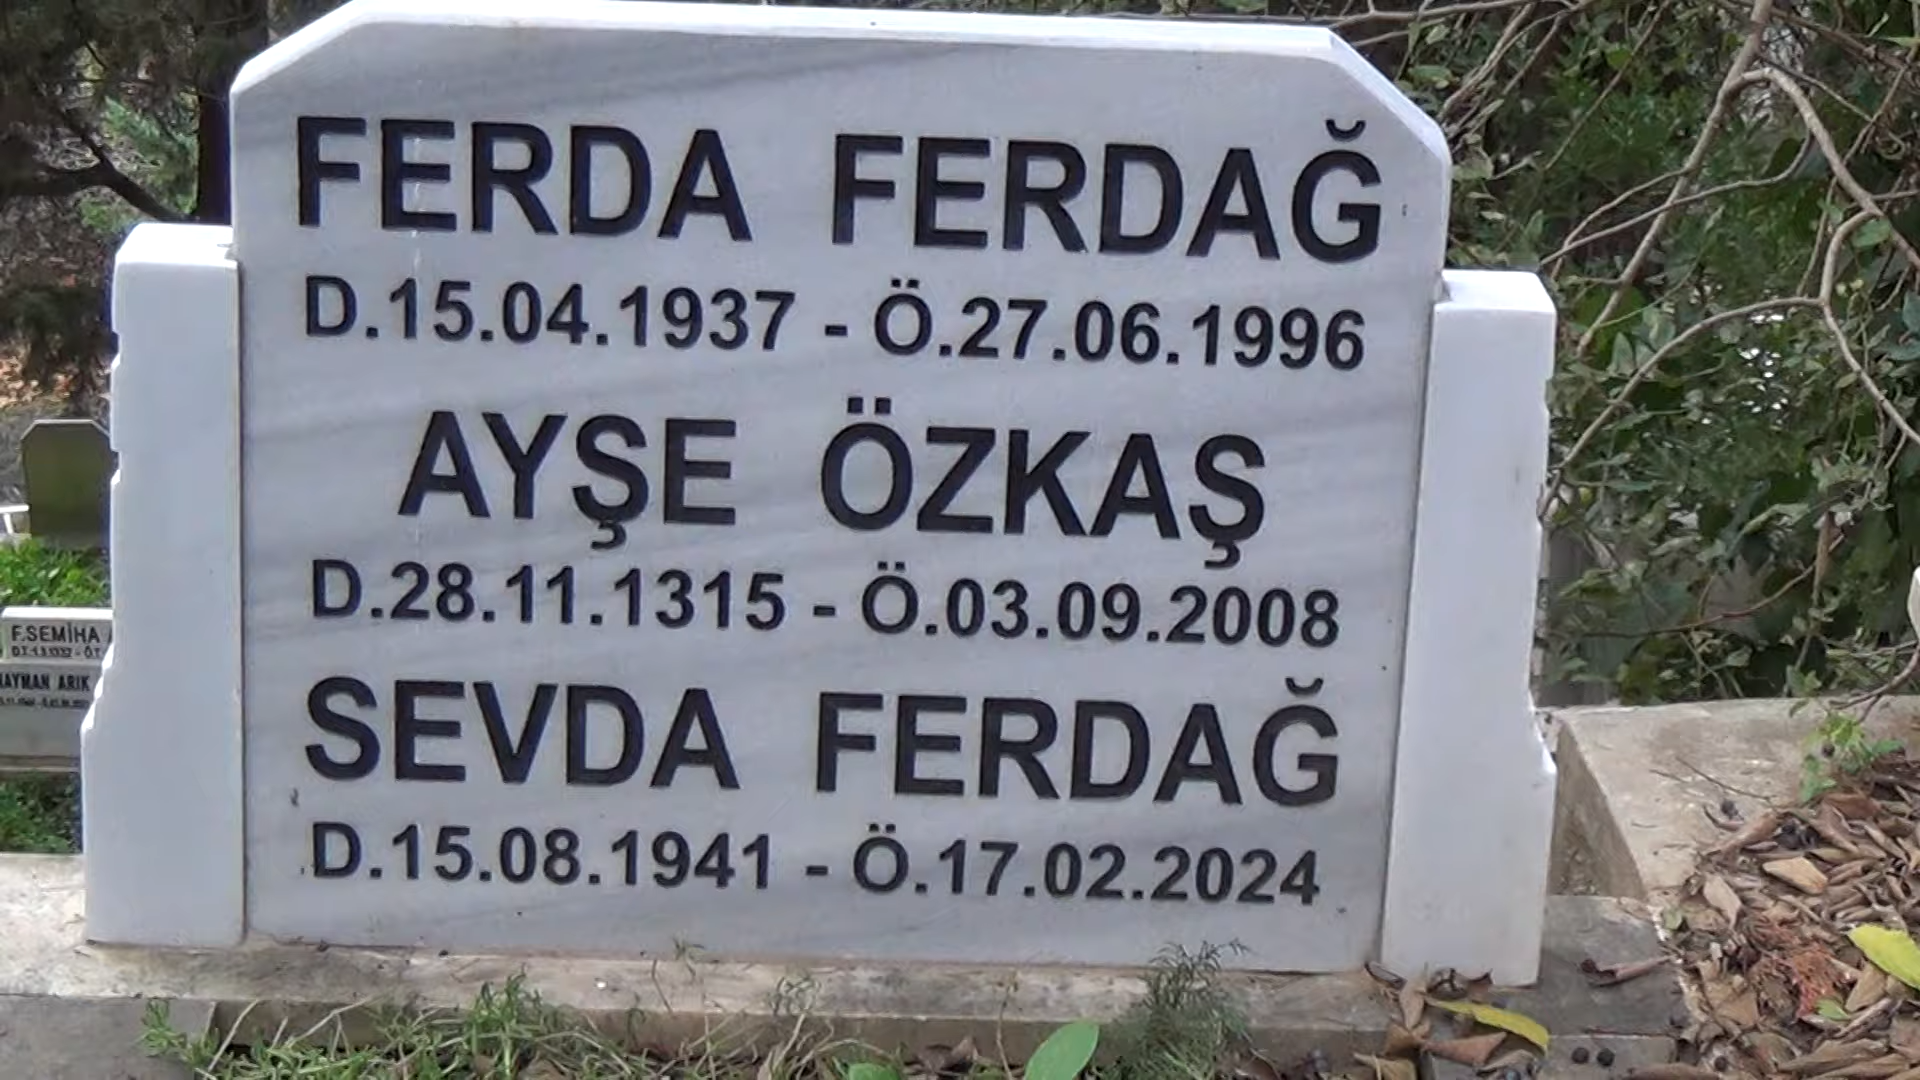 FERDA FERDAĞ
D.15.04.1937 - Ö.27.06.1996
AYŞE ÖZKAŞ
D.28.11.1315 - Ö.03.09.2008
SEVDA FERDAĞ
D.15.08.1941 - Ö.17.02.2024
F.SEMİHA
ARIK